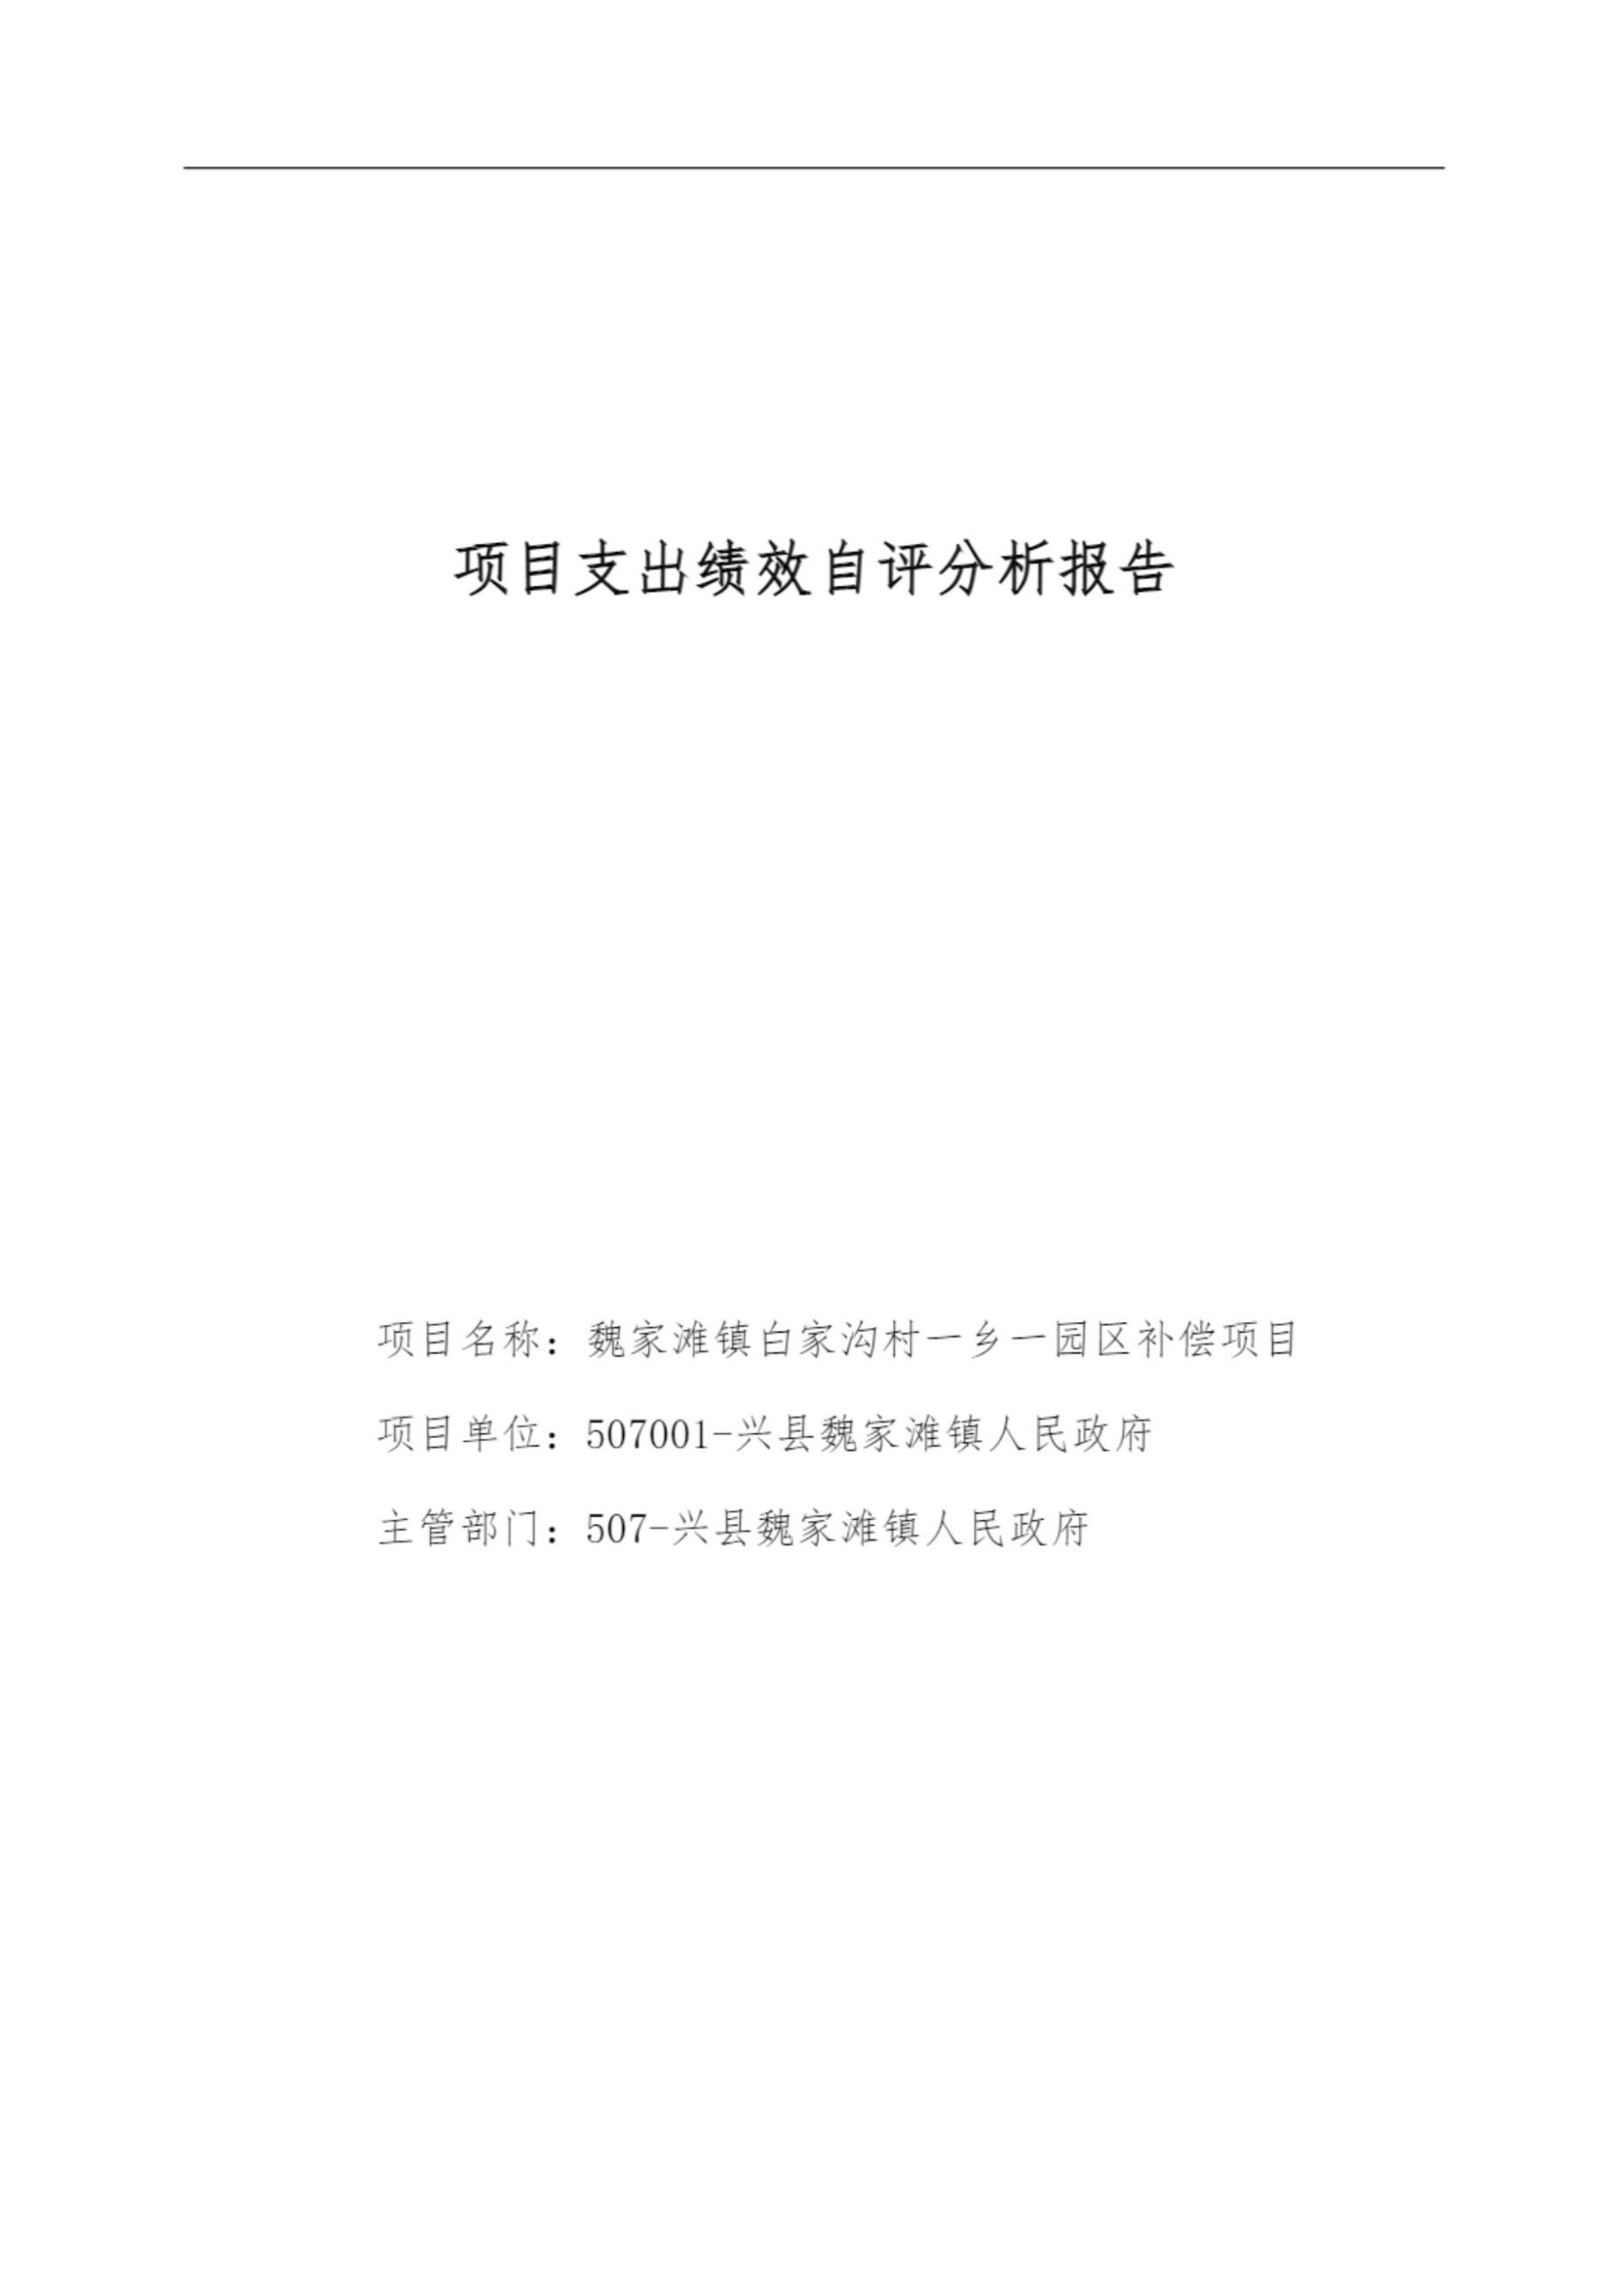 项目支出绩效自评分析报告
项目名称：魏家滩镇白家沟村一乡一园区补偿项目
项目单位：507001-兴县魏家滩镇人民政府
主管部门：507-兴县魏家滩镇人民政府